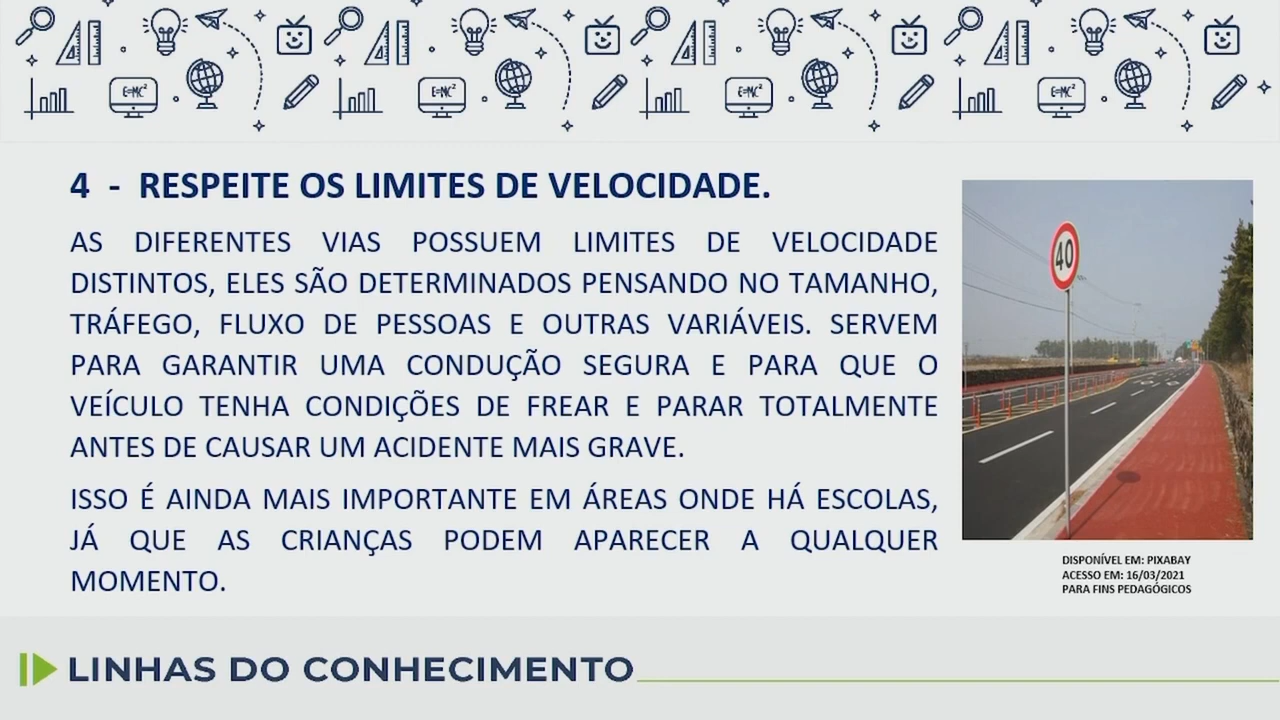 E=MC² E=MC² E=MC² E=MC²
4 - RESPEITE OS LIMITES DE VELOCIDADE.
AS DIFERENTES VIAS POSSUEM LIMITES DE VELOCIDADE
DISTINTOS, ELES SÃO DETERMINADOS PENSANDO NO TAMANHO,
TRÁFEGO, FLUXO DE PESSOAS E OUTRAS VARIÁVEIS. SERVEM
PARA GARANTIR UMA CONDUÇÃO SEGURA E PARA QUE O
VEÍCULO TENHA CONDIÇÕES DE FREAR E PARAR TOTALMENTE
ANTES DE CAUSAR UM ACIDENTE MAIS GRAVE.
ISSO É AINDA MAIS IMPORTANTE EM ÁREAS ONDE HÁ ESCOLAS,
JÁ QUE AS CRIANÇAS PODEM APARECER A QUALQUER
MOMENTO.
40
DISPONÍVEL EM: PIXABAY
ACESSO EM: 16/03/2021
PARA FINS PEDAGÓGICOS
LINHAS DO CONHECIMENTO